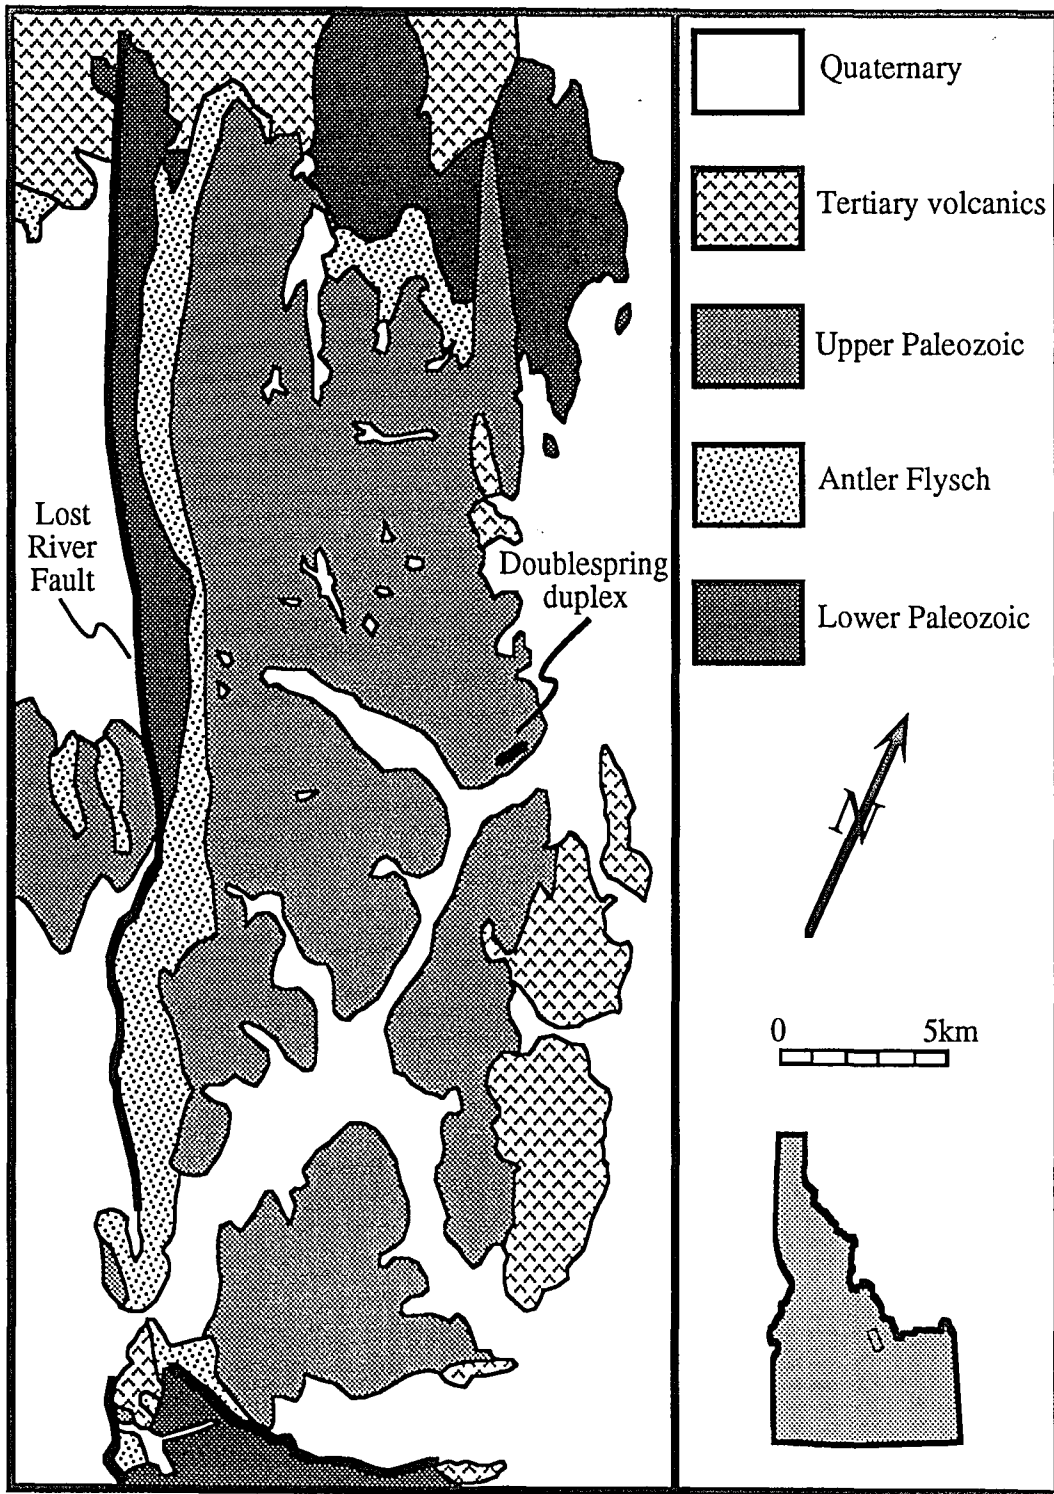 Quaternary
Tertiary volcanics
Upper Paleozoic
Antler Flysch
Lower Paleozoic
Lost
River
Fault
Doublespring
duplex
N
0 5km